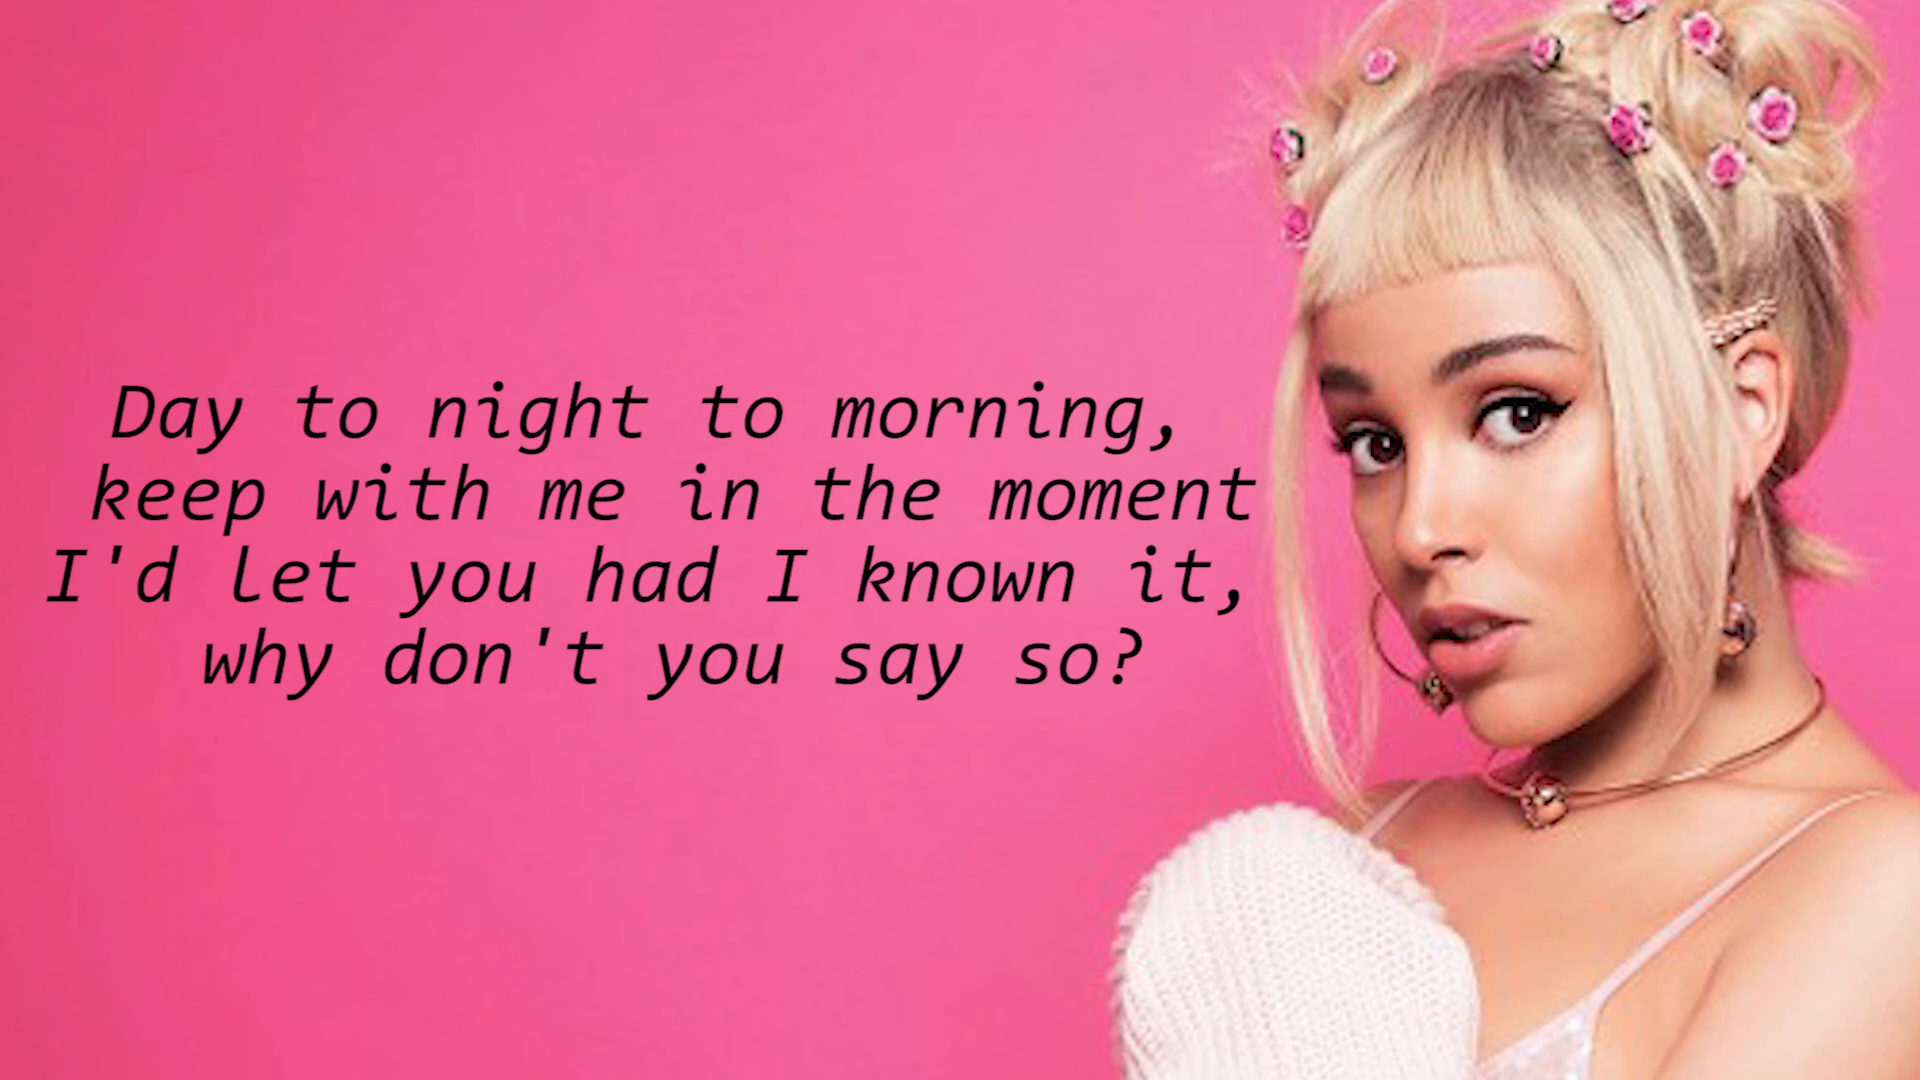 Day to night to morning,
keep with me in the moment
I'd let you had I known it,
why don't you say so?